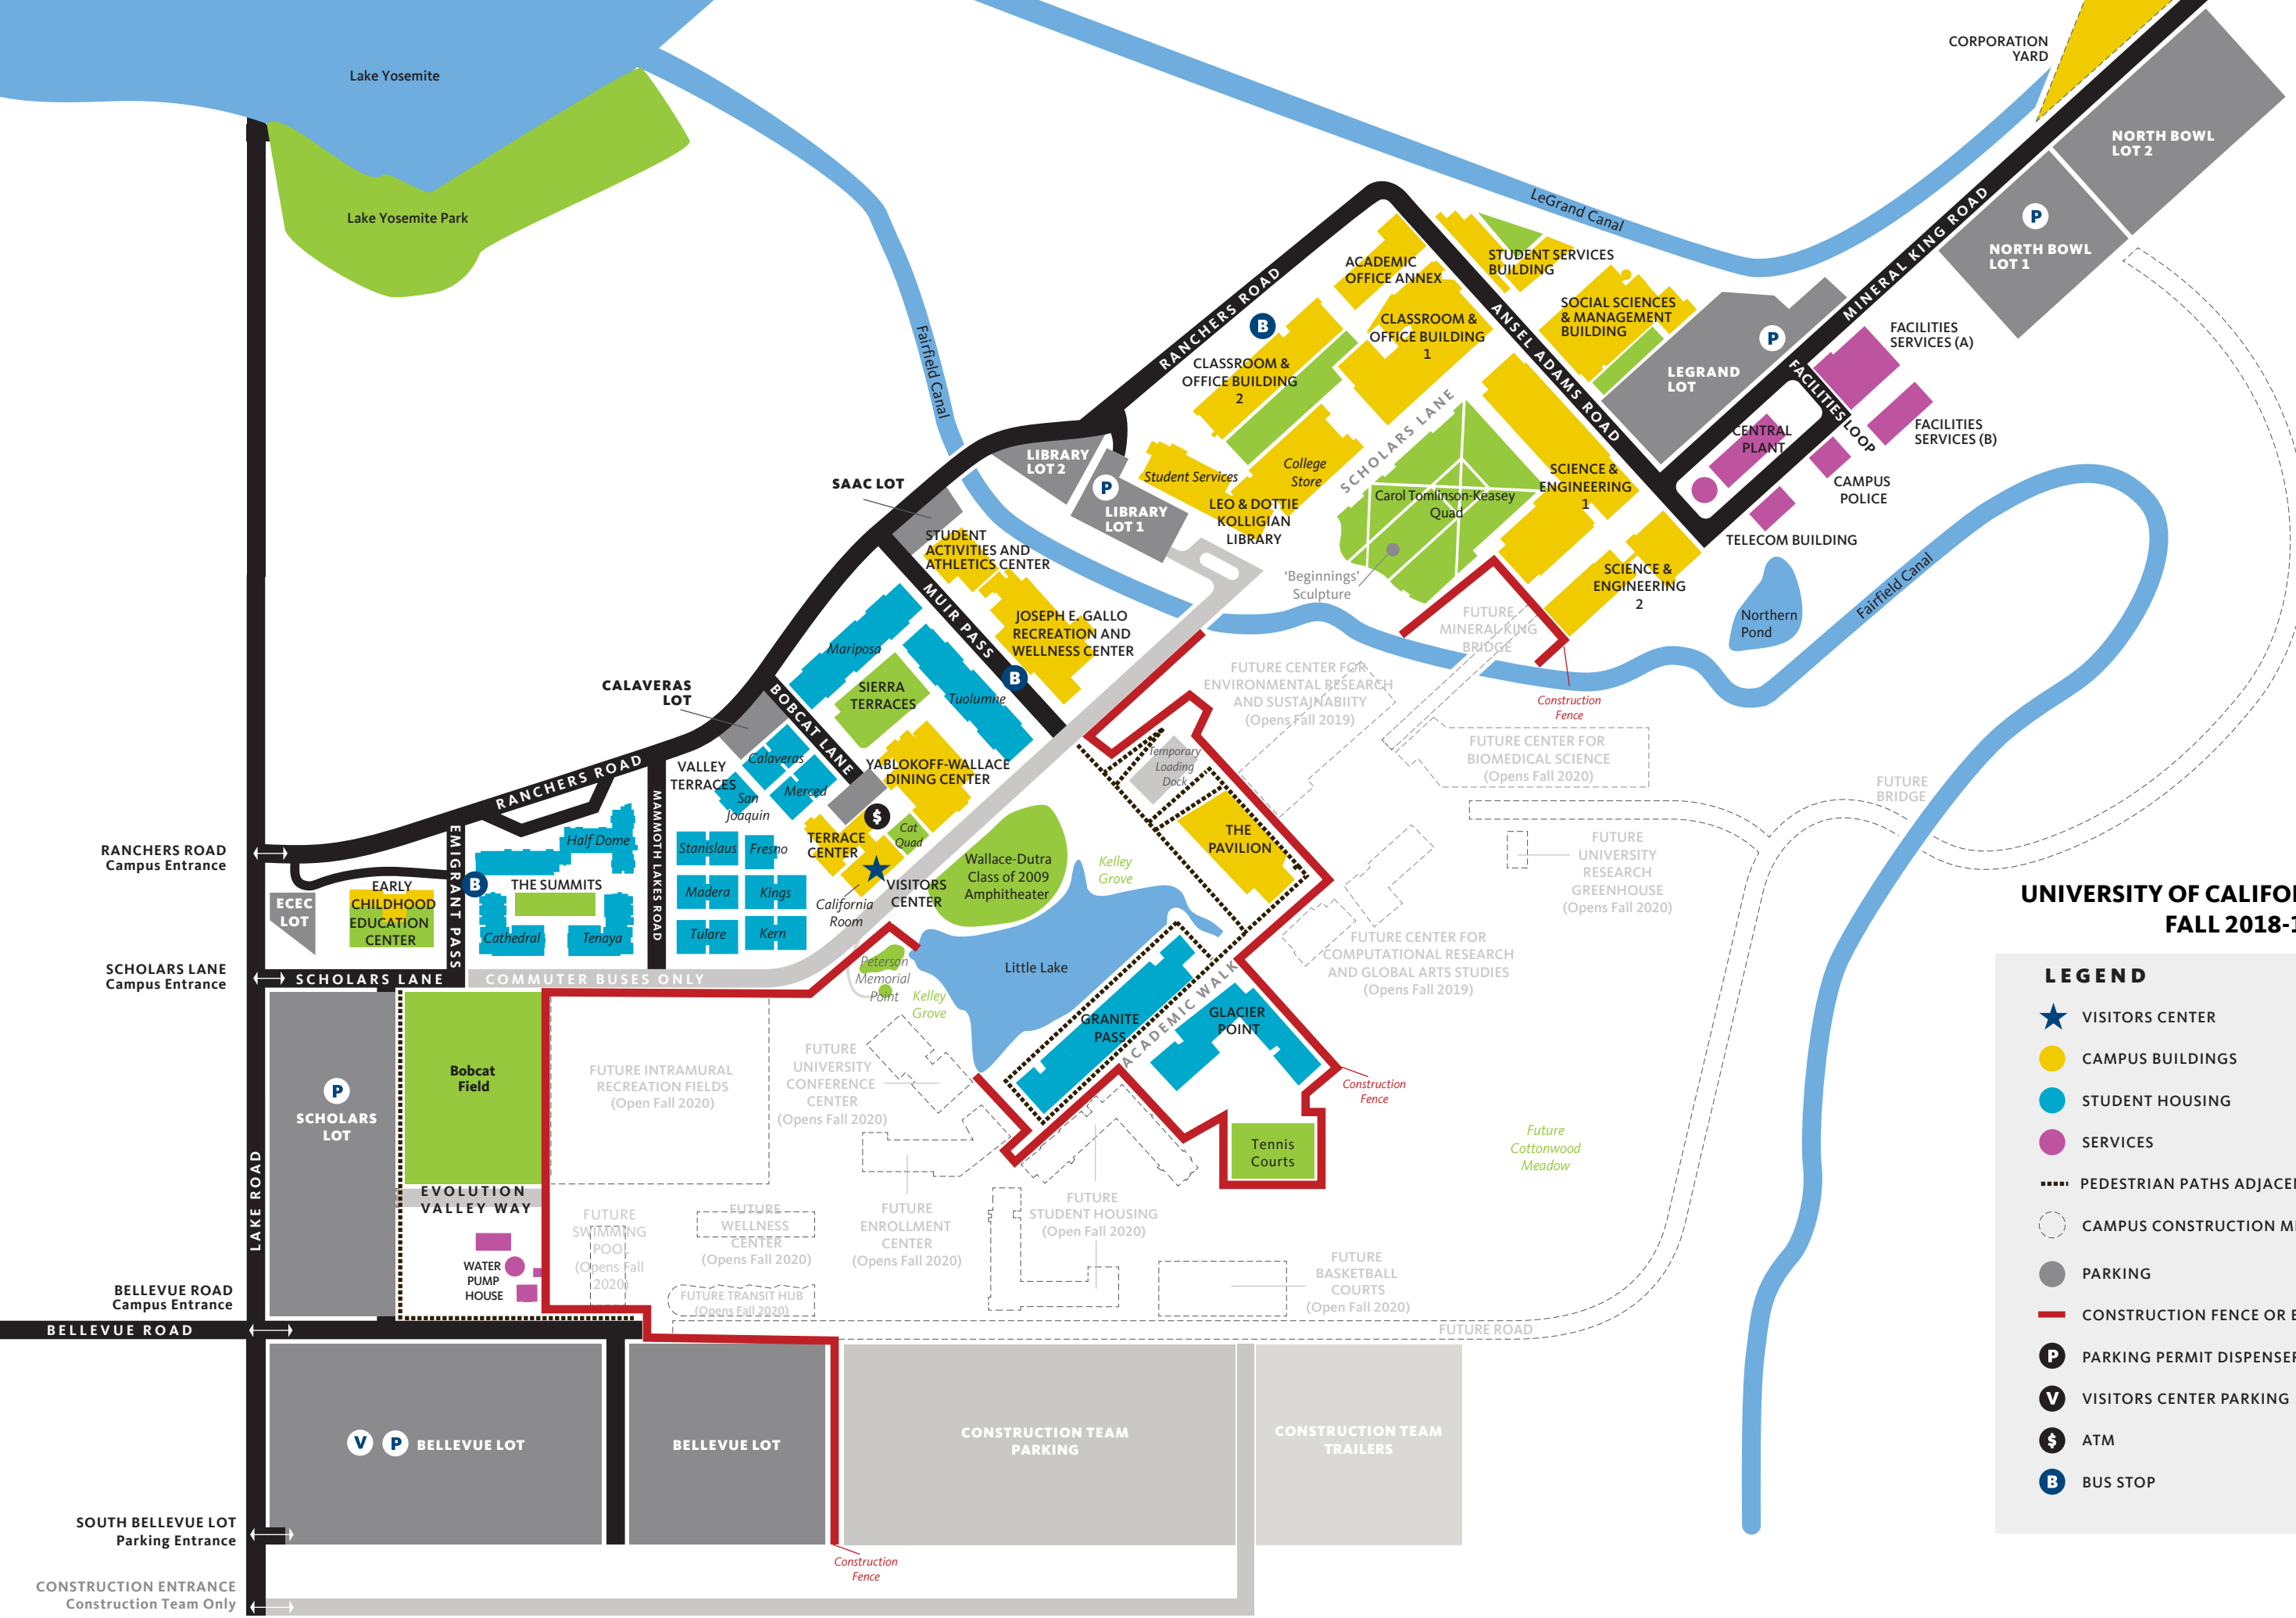 CORPORATION
YARD
Lake Yosemite
NORTH BOWL
LOT 2
Lake Yosemite Park
LeGrand Canal
MINERAL KING ROAD
P
NORTH BOWL
LOT 1
ACADEMIC
OFFICE ANNEX
STUDENT SERVICES
BUILDING
RANCHERS ROAD
B
CLASSROOM &
OFFICE BUILDING
1
SOCIAL SCIENCES
& MANAGEMENT
BUILDING
ANSEL ADAMS ROAD
P
FACILITIES
SERVICES (A)
Fairfield Canal
CLASSROOM &
OFFICE BUILDING
2
LEGRAND
LOT
FACILITIES LOOP
SCHOLARS LANE
FACILITIES
SERVICES (B)
CENTRAL
PLANT
LIBRARY
LOT 2
SAAC LOT
P
LIBRARY
LOT 1
Student Services
College
Store
LEO & DOTTIE
KOLLIGIAN
LIBRARY
Carol Tomlinson-Keasey
Quad
SCIENCE &
ENGINEERING
1
CAMPUS
POLICE
TELECOM BUILDING
STUDENT
ACTIVITIES AND
ATHLETICS CENTER
'Beginnings'
Sculpture
SCIENCE &
ENGINEERING
2
Northern
Pond
Fairfield Canal
MUIR PASS
JOSEPH E. GALLO
RECREATION AND
WELLNESS CENTER
B
FUTURE
MINERAL KING
BRIDGE
Mariposa
SIERRA
TERRACES
Tuolumne
FUTURE CENTER FOR
ENVIRONMENTAL RESEARCH
AND SUSTAINABIITY
(Opens Fall 2019)
Construction
Fence
CALAVERAS
LOT
BOBCAT LANE
FUTURE CENTER FOR
BIOMEDICAL SCIENCE
(Opens Fall 2020)
Temporary
Loading
Dock
RANCHERS ROAD
VALLEY
TERRACES
Calaveras
Merced
San
Joaquin
YABLOKOFF-WALLACE
DINING CENTER
FUTURE
BRIDGE
MAMMOTH LAKES ROAD
$
TERRACE
CENTER
Cat
Quad
THE
PAVILION
FUTURE
UNIVERSITY
RESEARCH
GREENHOUSE
(Opens Fall 2020)
RANCHERS ROAD
Campus Entrance
EMIGRANT PASS
Half Dome
Stanislaus
Fresno
Wallace-Dutra
Class of 2009
Amphitheater
Kelley
Grove
B
THE SUMMITS
ECEC
LOT
EARLY
CHILDHOOD
EDUCATION
CENTER
Madera
Kings
VISITORS
CENTER
California
Room
Cathedral
Tenaya
Tulare
Kern
UNIVERSITY OF CALIFO
FALL 2018-1
FUTURE CENTER FOR
COMPUTATIONAL RESEARCH
AND GLOBAL ARTS STUDIES
(Opens Fall 2019)
SCHOLARS LANE
Campus Entrance
SCHOLARS LANE
COMMUTER BUSES ONLY
Peterson
Memorial
Point
Kelley
Grove
Little Lake
ACADEMIC WALK
GRANITE
PASS
GLACIER
POINT
LEGEND
VISITORS CENTER
CAMPUS BUILDINGS
STUDENT HOUSING
SERVICES
PEDESTRIAN PATHS ADJACEN
CAMPUS CONSTRUCTION M
PARKING
CONSTRUCTION FENCE OR
P PARKING PERMIT DISPENSER
V VISITORS CENTER PARKING
$ ATM
B BUS STOP
P
SCHOLARS
LOT
Bobcat
Field
FUTURE INTRAMURAL
RECREATION FIELDS
(Open Fall 2020)
FUTURE
UNIVERSITY
CONFERENCE
CENTER
(Opens Fall 2020)
Construction
Fence
Tennis
Courts
Future
Cottonwood
Meadow
LAKE ROAD
EVOLUTION
VALLEY WAY
WATER
PUMP
HOUSE
FUTURE
SWIMMING
POOL
(Opens Fall
2020)
FUTURE
WELLNESS
CENTER
(Opens Fall 2020)
FUTURE
ENROLLMENT
CENTER
(Opens Fall 2020)
FUTURE
STUDENT HOUSING
(Open Fall 2020)
FUTURE
BASKETBALL
COURTS
(Open Fall 2020)
FUTURE TRANSIT HUB
(Opens Fall 2020)
BELLEVUE ROAD
Campus Entrance
BELLEVUE ROAD
FUTURE ROAD
V P BELLEVUE LOT
BELLEVUE LOT
CONSTRUCTION TEAM
PARKING
CONSTRUCTION TEAM
TRAILERS
SOUTH BELLEVUE LOT
Parking Entrance
Construction
Fence
CONSTRUCTION ENTRANCE
Construction Team Only